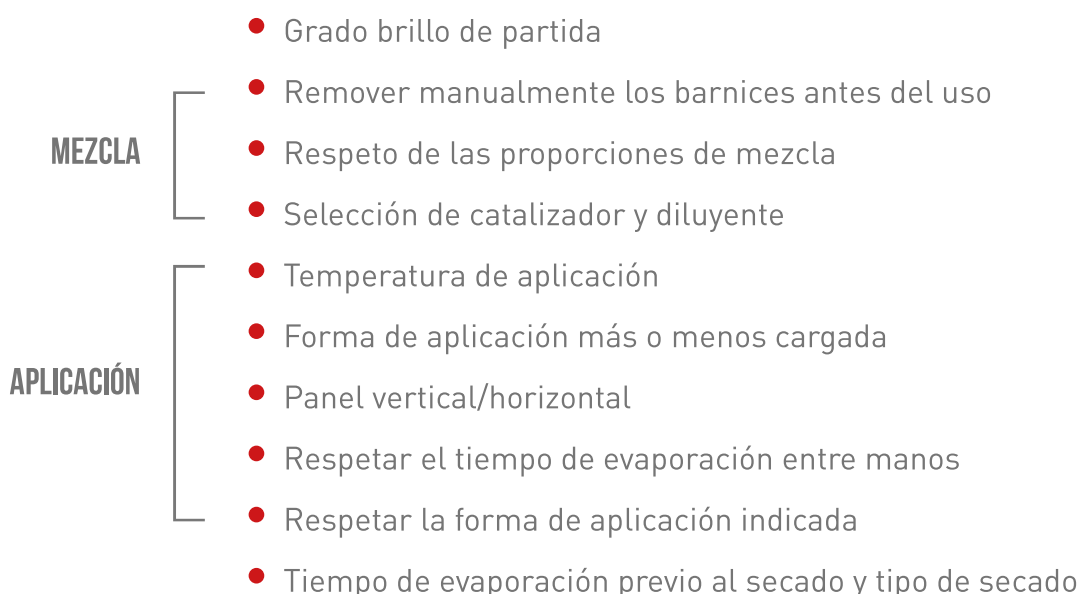 Grado brillo de partida
Remover manualmente los barnices antes del uso
MEZCLA
Respeto de las proporciones de mezcla
Selección de catalizador y diluyente
Temperatura de aplicación
Forma de aplicación más o menos cargada
APLICACIÓN
Panel vertical/horizontal
Respetar el tiempo de evaporación entre manos
Respetar la forma de aplicación indicada
Tiempo de evaporación previo al secado y tipo de secado